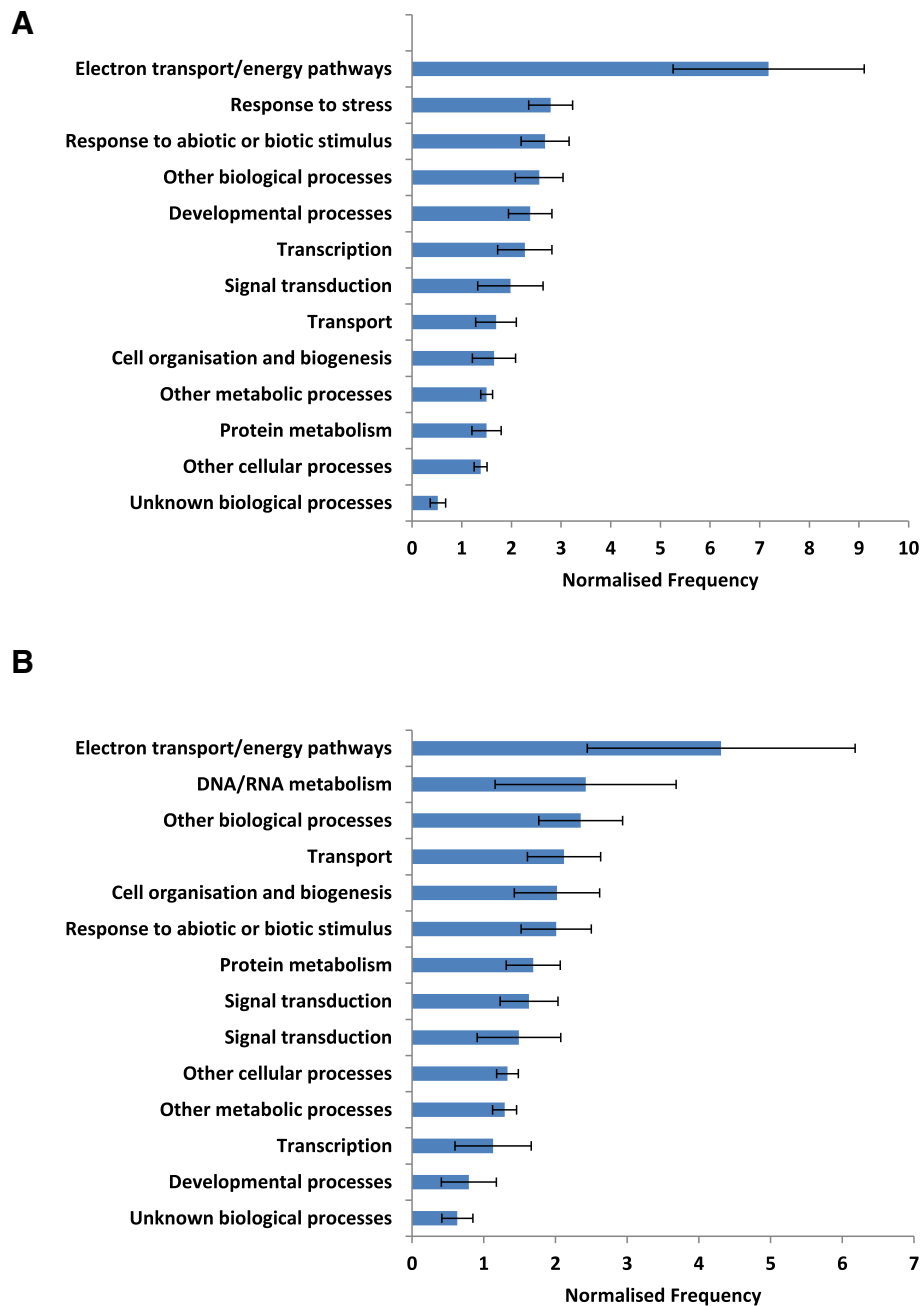 A
Electron transport/energy pathways
Response to stress
Response to abiotic or biotic stimulus
Other biological processes
Developmental processes
Transcription
Signal transduction
Transport
Cell organisation and biogenesis
Other metabolic processes
Protein metabolism
Other cellular processes
Unknown biological processes
0 1 2 3 4 5 6 7 8 9 10
Normalised Frequency
B
Electron transport/energy pathways
DNA/RNA metabolism
Other biological processes
Transport
Cell organisation and biogenesis
Response to abiotic or biotic stimulus
Protein metabolism
Signal transduction
Signal transduction
Other cellular processes
Other metabolic processes
Transcription
Developmental processes
Unknown biological processes
0 1 2 3 4 5 6 7
Normalised Frequency